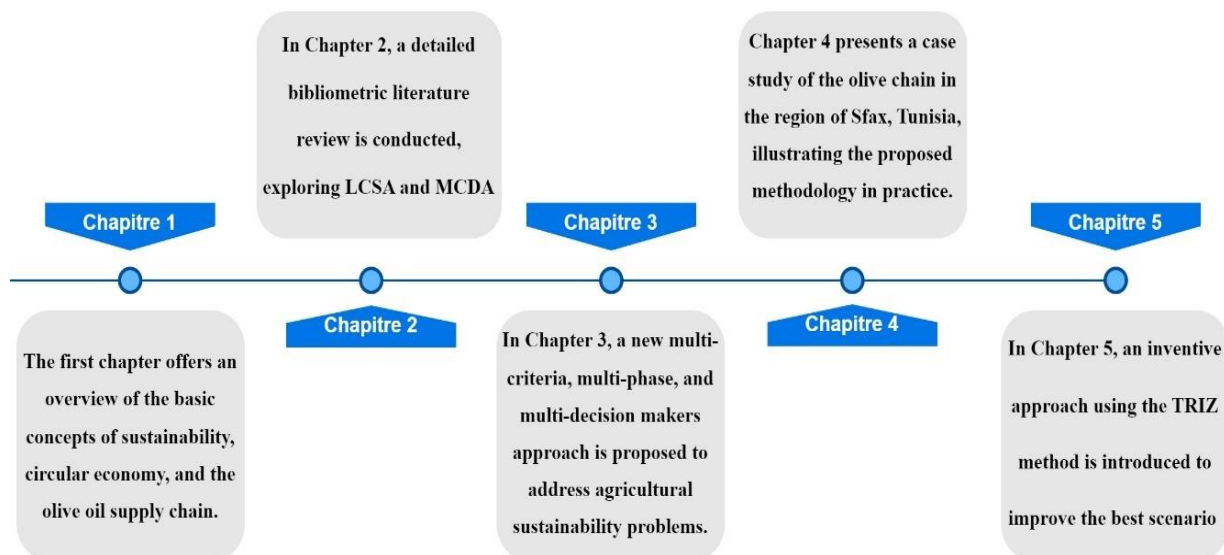 Chapitre 1
The first chapter offers an
overview of the basic
concepts of sustainability,
circular economy, and the
olive oil supply chain.
In Chapter 2, a detailed
bibliometric literature
review is conducted,
exploring LCSA and MCDA
Chapitre 2
Chapitre 3
In Chapter 3, a new multi-
criteria, multi-phase, and
multi-decision makers
approach is proposed to
address agricultural
sustainability problems.
Chapter 4 presents a case
study of the olive chain in
the region of Sfax, Tunisia,
illustrating the proposed
methodology in practice.
Chapitre 4
Chapitre 5
In Chapter 5, an inventive
approach using the TRIZ
method is introduced to
improve the best scenario